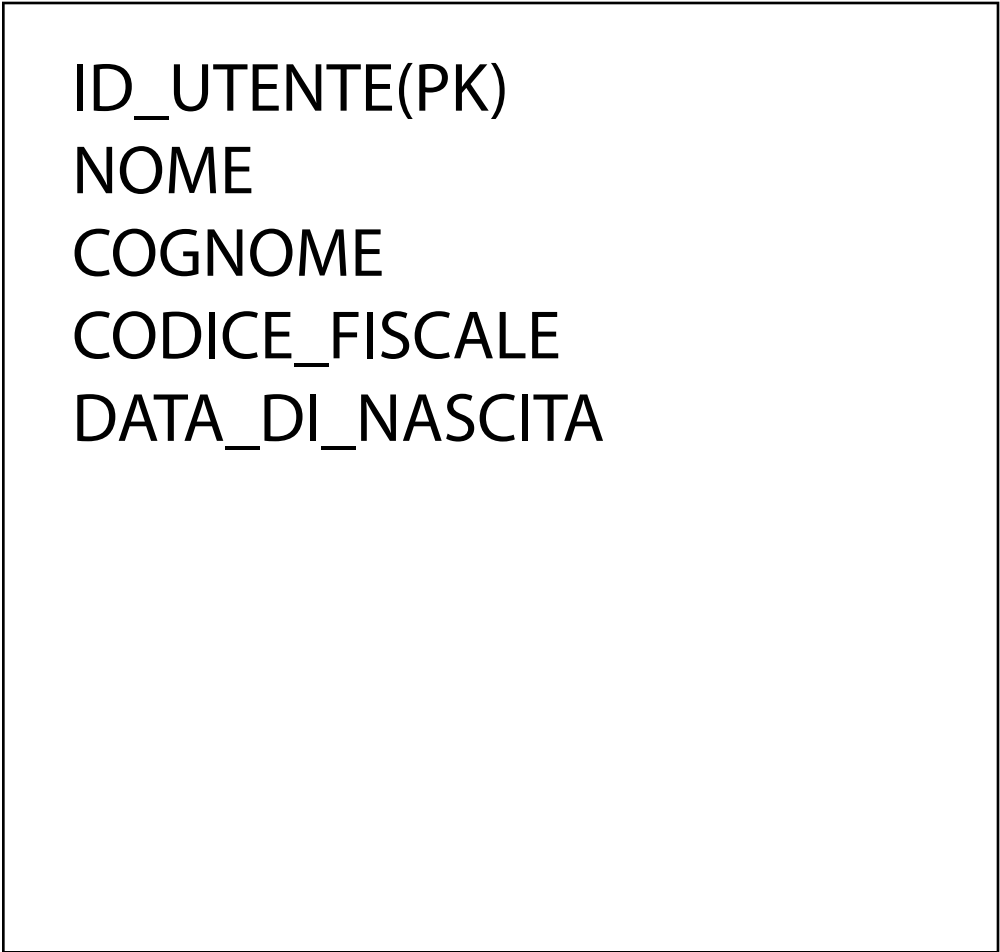 ID_UTENTE(PK)
NOME
COGNOME
CODICE_FISCALE
DATA_DI_NASCITA